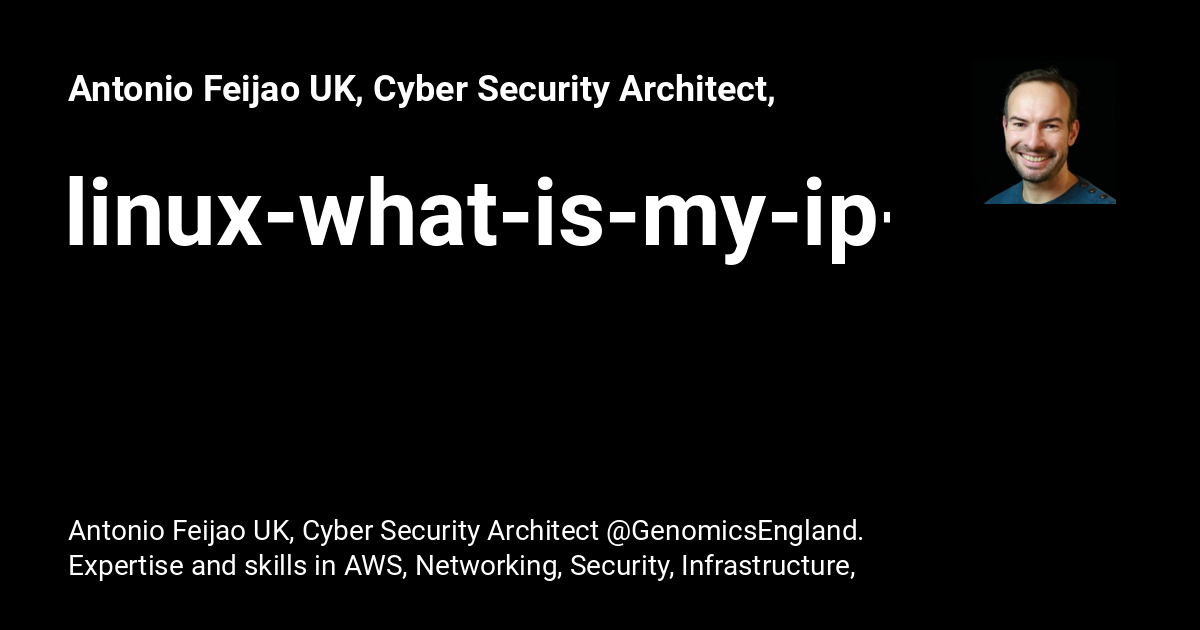 Antonio Feijao UK, Cyber Security Architect,
linux-what-is-my-ip-
Antonio Feijao UK, Cyber Security Architect @GenomicsEngland.
Expertise and skills in AWS, Networking, Security, Infrastructure,